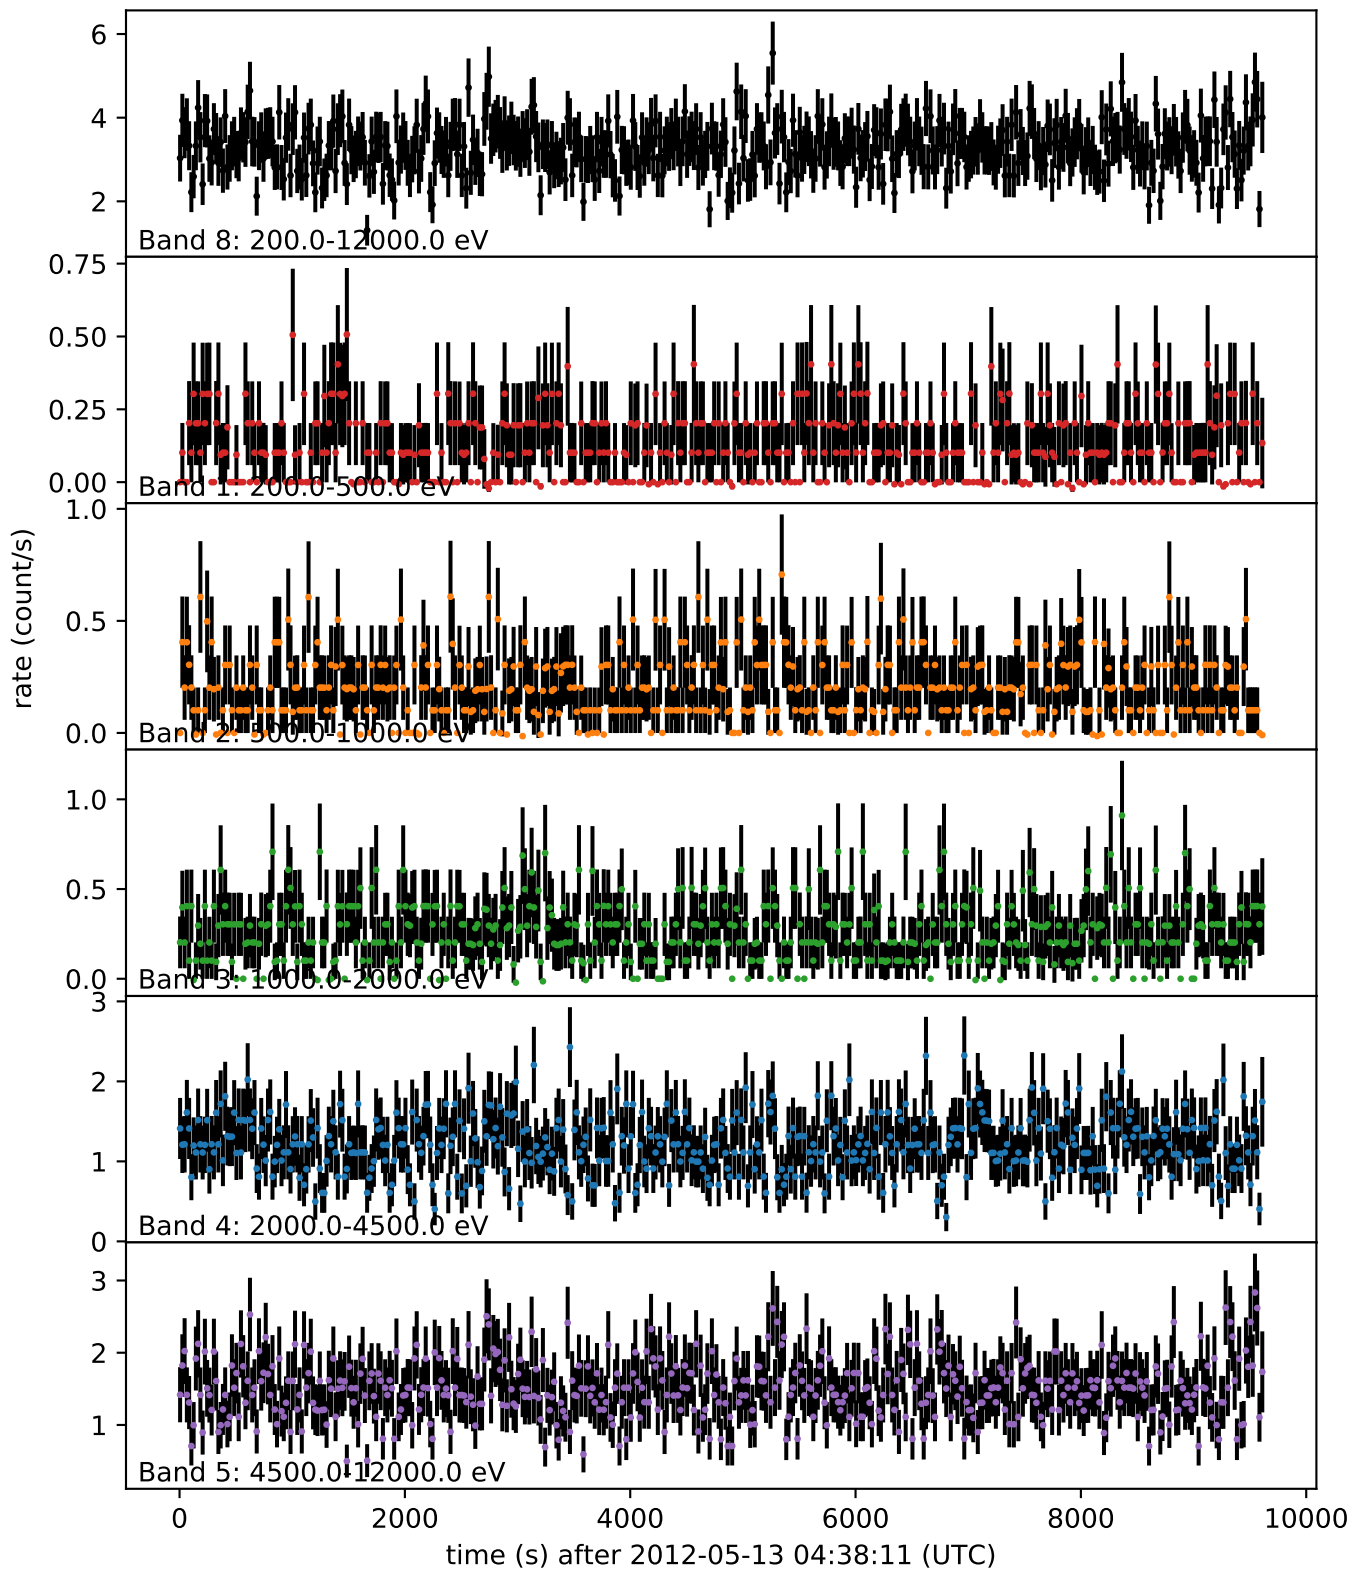 6
4
2
Band 8: 200.0-12000.0 eV
0.75
0.50
0.25
0.00
Band 1: 200.0-500.0 eV
1.0
0.5
0.0
Band 2: 500.0-1000.0 eV
rate (count/s)
1.0
0.5
0.0
Band 3: 1000.0-2000.0 eV
3
2
1
0
Band 4: 2000.0-4500.0 eV
3
2
1
Band 5: 4500.0-12000.0 eV
0 2000 4000 6000 8000 10000
time (s) after 2012-05-13 04:38:11 (UTC)